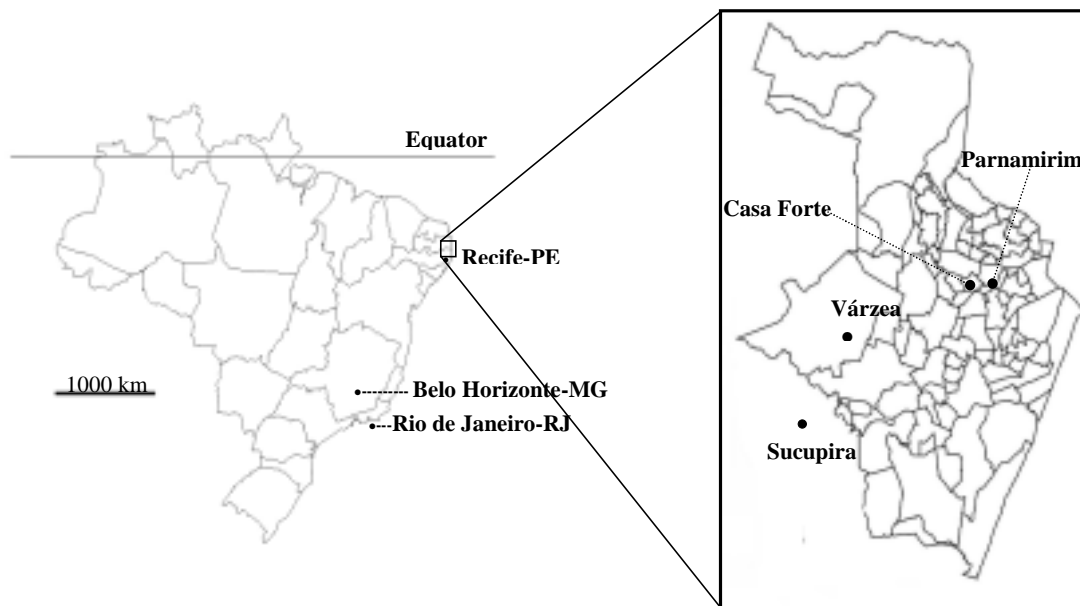 Equator
Recife-PE
1000 km
Belo Horizonte-MG
Rio de Janeiro-RJ
Parnamirim
Casa Forte
Várzea
Sucupira